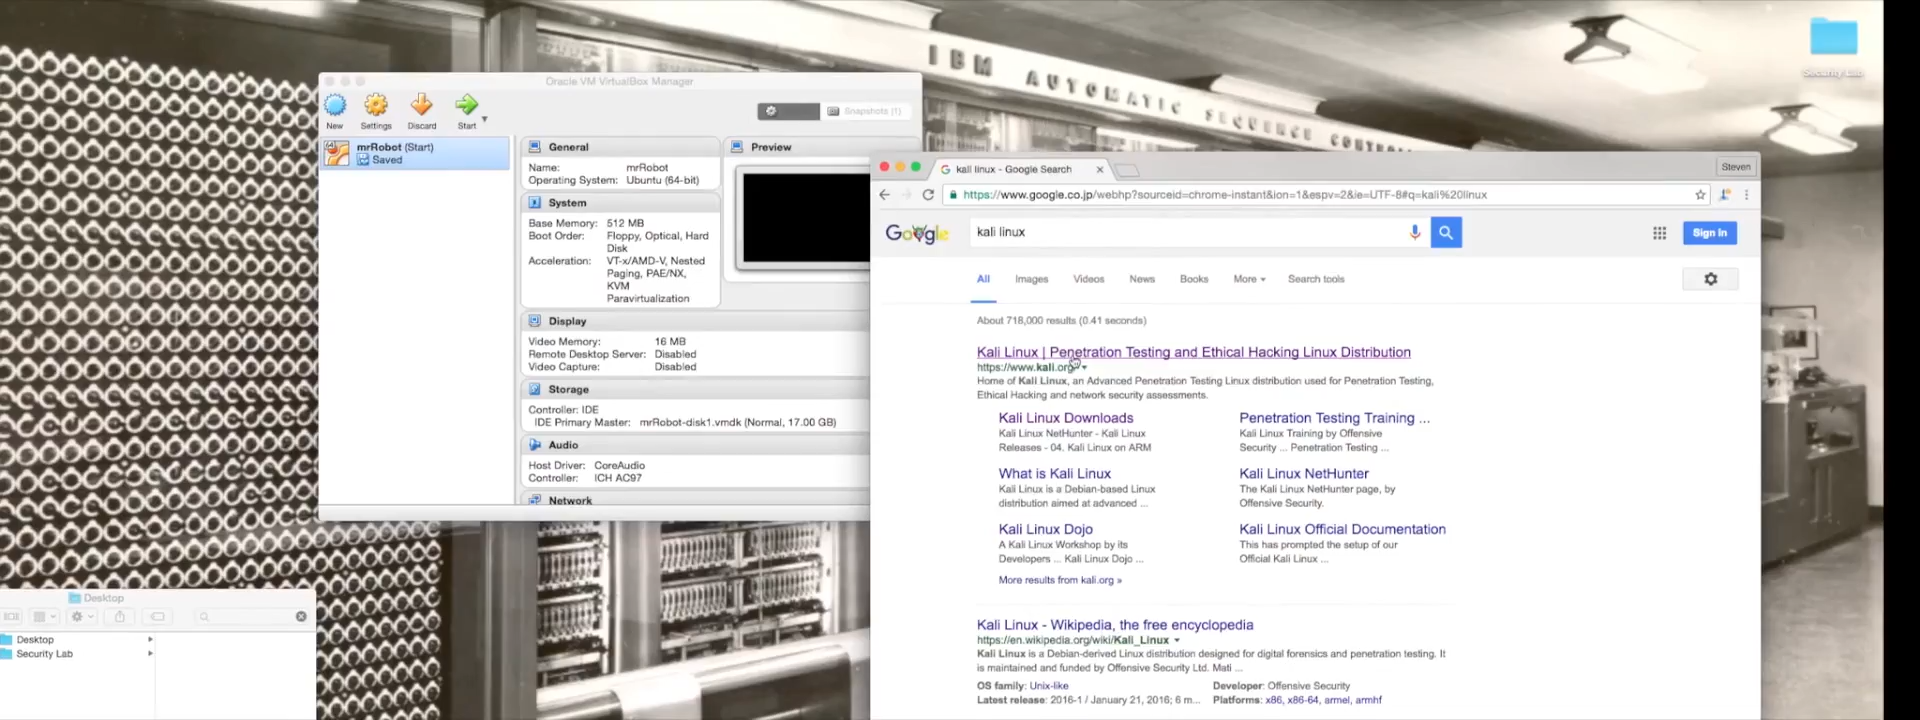 IBM AUTOMATIC SEQUENCE CONTR
Security Lab
Oracle VM VirtualBox Manager
New
Settings
Discard
Start
Snapshots (1)
mrRobot (Start)
Saved
General
Name: mrRobot
Operating System: Ubuntu (64-bit)
System
Base Memory: 512 MB
Boot Order: Floppy, Optical, Hard
Disk
Acceleration: VT-x/AMD-V, Nested
Paging, PAE/NX,
KVM
Paravirtualization
Display
Video Memory: 16 MB
Remote Desktop Server: Disabled
Video Capture: Disabled
Storage
Controller: IDE
IDE Primary Master: mrRobot-disk1.vmdk (Normal, 17.00 GB)
Audio
Host Driver: CoreAudio
Controller: ICH AC97
Network
Preview
kali linux - Google Search
Steven
https://www.google.co.jp/webhp?sourceid=chrome-instant&ion=1&espv=2&ie=UTF-8#q=kali%20linux
Google
kali linux
Sign in
All
Images
Videos
News
Books
More
Search tools
About 718,000 results (0.41 seconds)
Kali Linux | Penetration Testing and Ethical Hacking Linux Distribution
https://www.kali.org/
Home of Kali Linux, an Advanced Penetration Testing Linux distribution used for Penetration Testing,
Ethical Hacking and network security assessments.
Kali Linux Downloads
Kali Linux NetHunter - Kali Linux
Releases - 04. Kali Linux on ARM
Penetration Testing Training ...
Kali Linux Training by Offensive
Security ... Penetration Testing ...
What is Kali Linux
Kali Linux is a Debian-based Linux
distribution aimed at advanced ...
Kali Linux NetHunter
The Kali Linux NetHunter page, by
Offensive Security.
Kali Linux Dojo
A Kali Linux Workshop by its
Developers ... Kali Linux Dojo ...
Kali Linux Official Documentation
This has prompted the setup of our
Official Kali Linux ...
More results from kali.org »
Kali Linux - Wikipedia, the free encyclopedia
https://en.wikipedia.org/wiki/Kali_Linux
Kali Linux is a Debian-derived Linux distribution designed for digital forensics and penetration testing. It
is maintained and funded by Offensive Security Ltd. Mati ...
OS family: Unix-like
Developer: Offensive Security
Latest release: 2016-1 / January 21, 2016; 6 m...
Platforms: x86, x86-64, armel, armhf
Desktop
Desktop
Security Lab